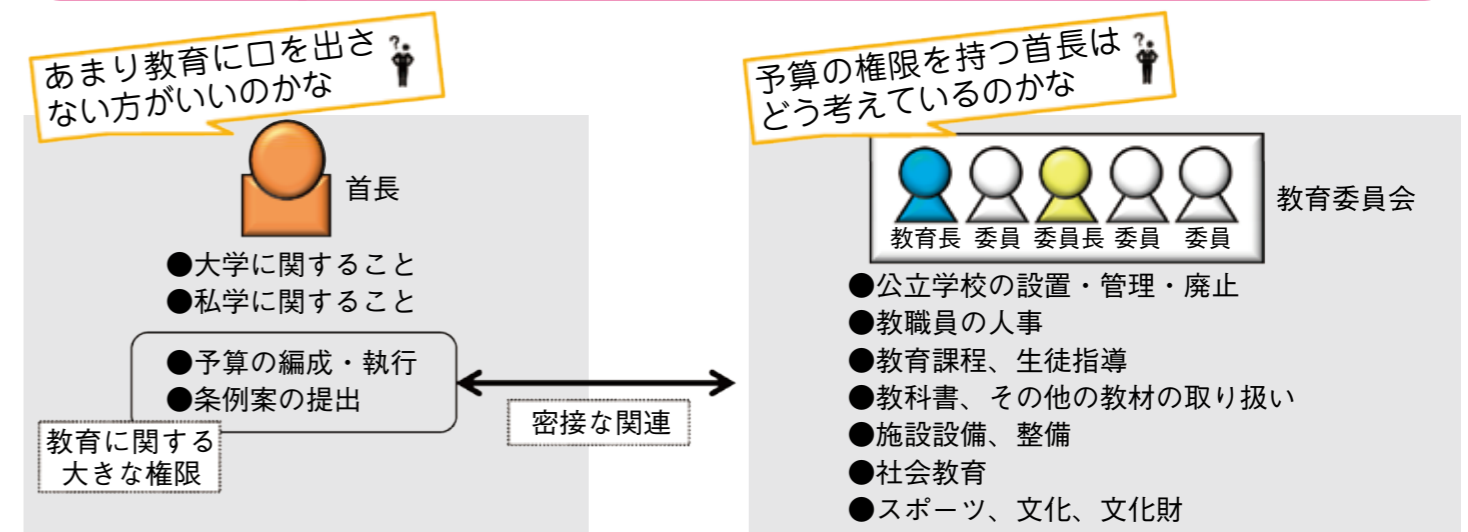 あまり教育に口を出さ
ない方がいいのかな
首長
●大学に関すること
●私学に関すること
●予算の編成・執行
●条例案の提出
教育に関する
大きな権限
密接な関連
予算の権限を持つ首長は
どう考えているのかな
教育長 委員 委員長 委員 委員
教育委員会
●公立学校の設置・管理・廃止
●教職員の人事
●教育課程、生徒指導
●教科書、その他の教材の取り扱い
●施設設備、整備
●社会教育
●スポーツ、文化、文化財